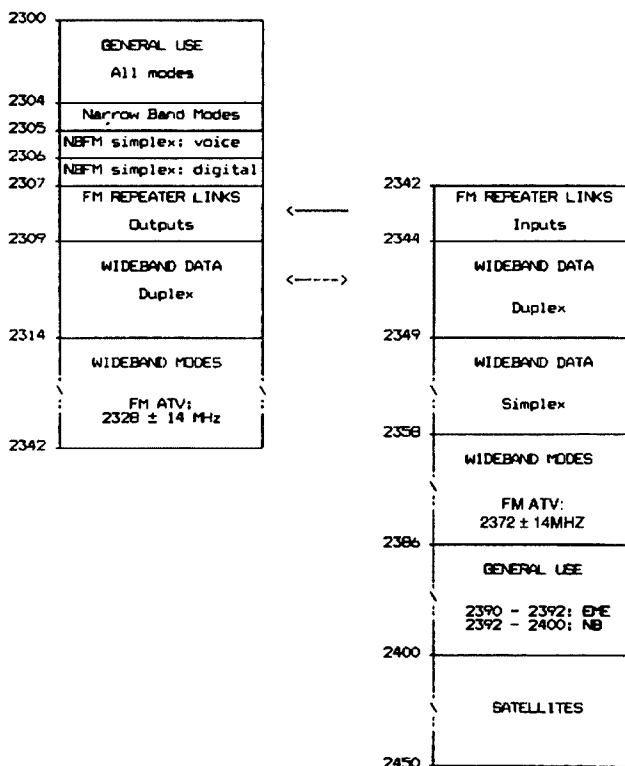 2300
GENERAL USE
All modes
2304
Narrow Band Modes
2305
NBFM simplex: voice
2306
NBFM simplex: digital
2307
FM REPEATER LINKS
Outputs
2309
WIDEBAND DATA
Duplex
2314
WIDEBAND MODES
FM ATV:
2328 ± 14 MHz
2342
2342
FM REPEATER LINKS
Inputs
2344
WIDEBAND DATA
Duplex
2349
WIDEBAND DATA
Simplex
2358
WIDEBAND MODES
FM ATV:
2372 ± 14MHZ
2386
GENERAL USE
2390 - 2392: EME
2392 - 2400: NB
2400
SATELLITES
2450